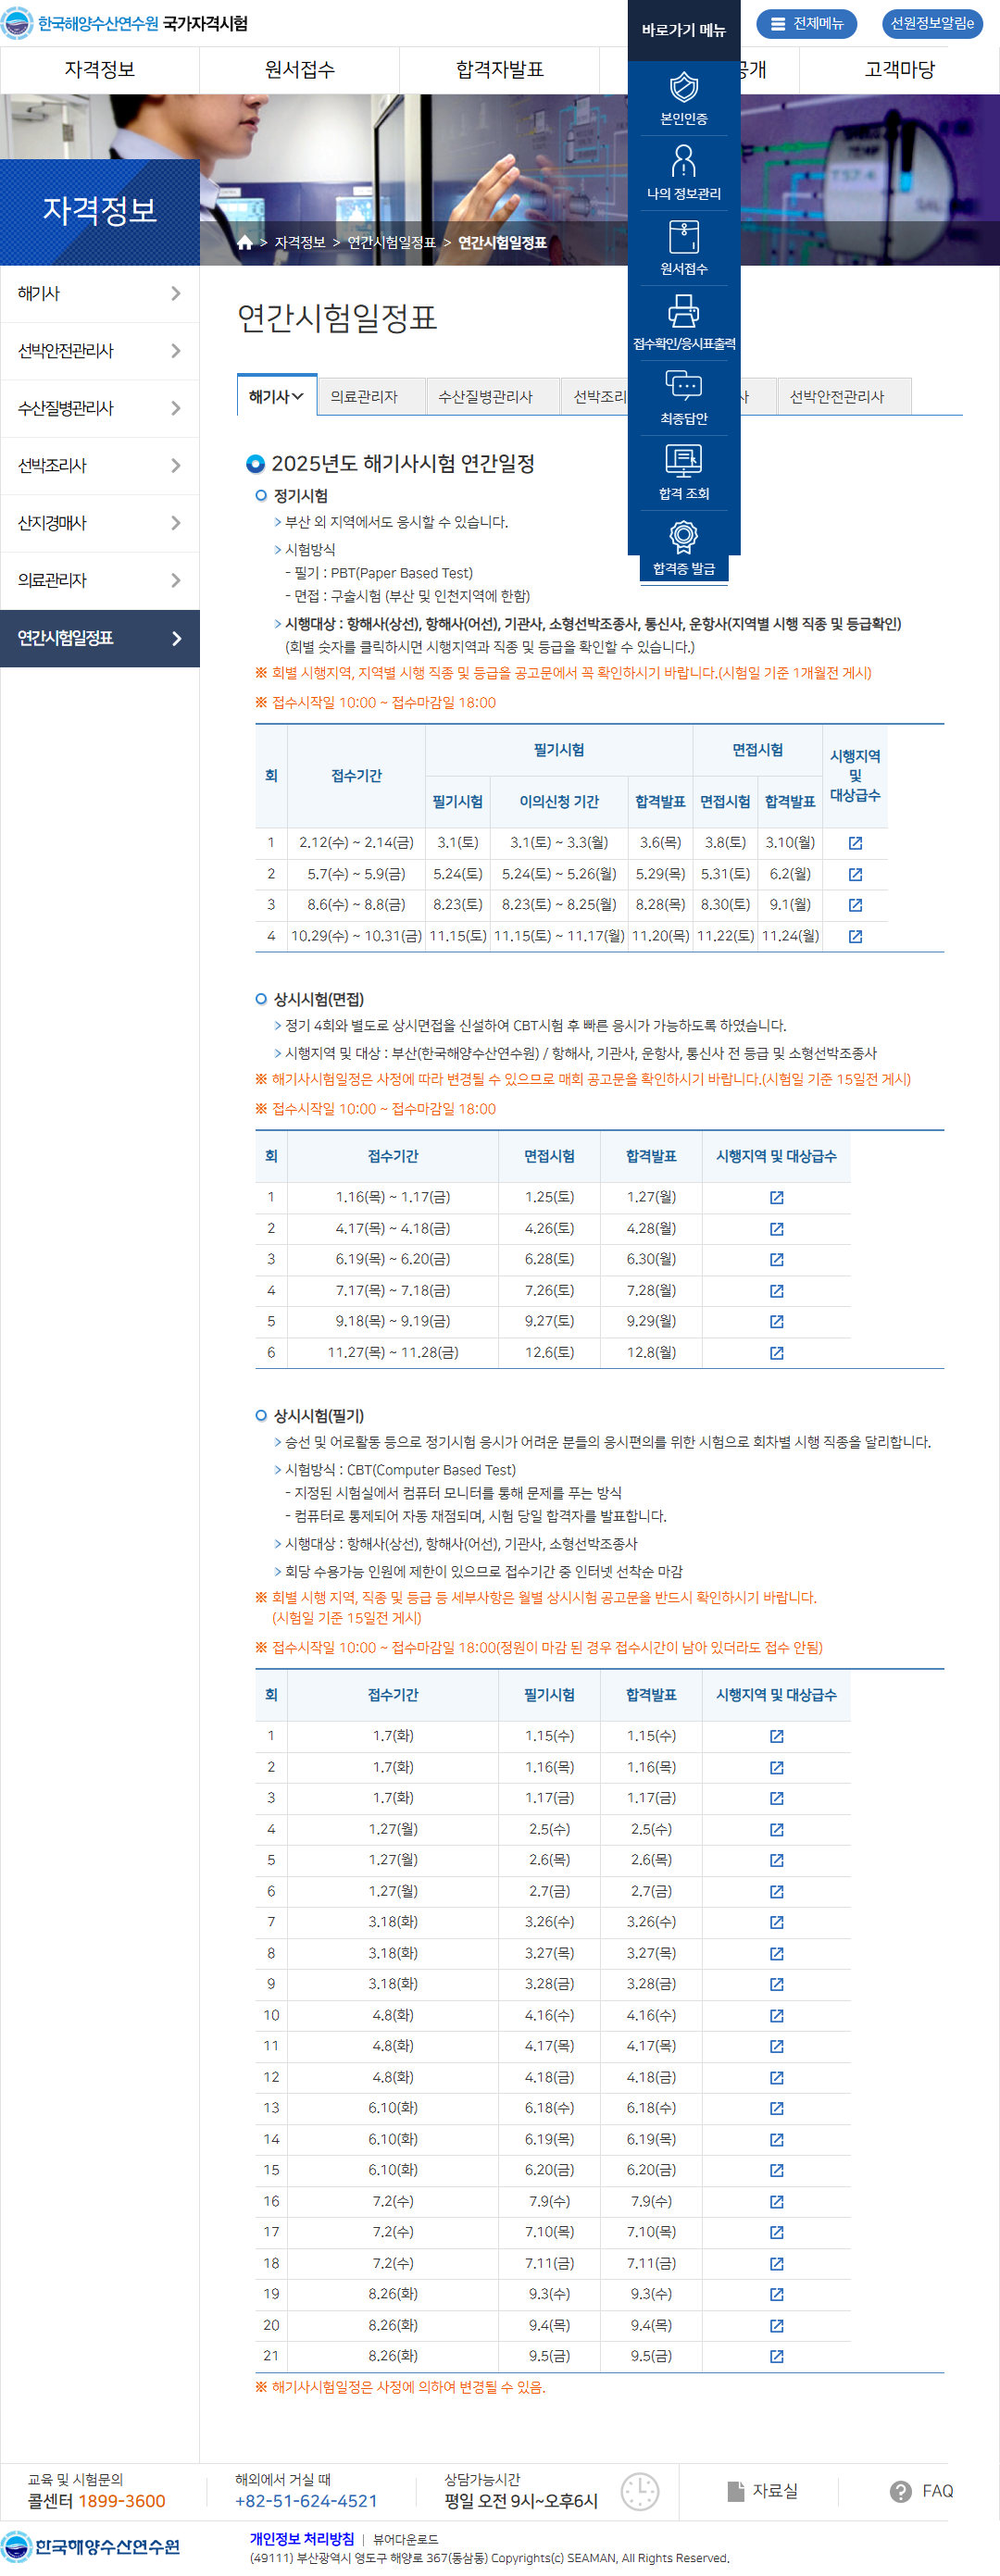 한국해양수산연수원 국가자격시험
바로가기 메뉴
전체메뉴
선원정보알림e
자격정보
원서접수
합격자발표
공개
고객마당
본인인증
나의 정보관리
원서접수
접수확인/응시표출력
최종답안
합격 조회
합격증 발급
자격정보
> 자격정보 > 연간시험일정표 > 연간시험일정표
해기사
선박안전관리사
수산질병관리사
선박조리사
산지경매사
의료관리자
연간시험일정표
연간시험일정표
해기사
의료관리자
수산질병관리사
선박조리
사
선박안전관리사
2025년도 해기사시험 연간일정
정기시험
> 부산 외 지역에서도 응시할 수 있습니다.
> 시험방식
- 필기 : PBT(Paper Based Test)
- 면접 : 구술시험 (부산 및 인천지역에 한함)
> 시행대상 : 항해사(상선), 항해사(어선), 기관사, 소형선박조종사, 통신사, 운항사(지역별 시행 직종 및 등급확인)
(회별 숫자를 클릭하시면 시행지역과 직종 및 등급을 확인할 수 있습니다.)
※ 회별 시행지역, 지역별 시행 직종 및 등급을 공고문에서 꼭 확인하시기 바랍니다.(시험일 기준 1개월전 게시)
※ 접수시작일 10:00 ~ 접수마감일 18:00
회 접수기간 필기시험 면접시험 시행지역 및 대상급수
필기시험 이의신청 기간 합격발표 면접시험 합격발표
1 2.12(수) ~ 2.14(금) 3.1(토) 3.1(토) ~ 3.3(월) 3.6(목) 3.8(토) 3.10(월)
2 5.7(수) ~ 5.9(금) 5.24(토) 5.24(토) ~ 5.26(월) 5.29(목) 5.31(토) 6.2(월)
3 8.6(수) ~ 8.8(금) 8.23(토) 8.23(토) ~ 8.25(월) 8.28(목) 8.30(토) 9.1(월)
4 10.29(수) ~ 10.31(금) 11.15(토) 11.15(토) ~ 11.17(월) 11.20(목) 11.22(토) 11.24(월)
상시시험(면접)
> 정기 4회와 별도로 상시면접을 신설하여 CBT시험 후 빠른 응시가 가능하도록 하였습니다.
> 시행지역 및 대상 : 부산(한국해양수산연수원) / 항해사, 기관사, 운항사, 통신사 전 등급 및 소형선박조종사
※ 해기사시험일정은 사정에 따라 변경될 수 있으므로 매회 공고문을 확인하시기 바랍니다.(시험일 기준 15일전 게시)
※ 접수시작일 10:00 ~ 접수마감일 18:00
회 접수기간 면접시험 합격발표 시행지역 및 대상급수
1 1.16(목) ~ 1.17(금) 1.25(토) 1.27(월)
2 4.17(목) ~ 4.18(금) 4.26(토) 4.28(월)
3 6.19(목) ~ 6.20(금) 6.28(토) 6.30(월)
4 7.17(목) ~ 7.18(금) 7.26(토) 7.28(월)
5 9.18(목) ~ 9.19(금) 9.27(토) 9.29(월)
6 11.27(목) ~ 11.28(금) 12.6(토) 12.8(월)
상시시험(필기)
> 승선 및 어로활동 등으로 정기시험 응시가 어려운 분들의 응시편의를 위한 시험으로 회차별 시행 직종을 달리합니다.
> 시험방식 : CBT(Computer Based Test)
- 지정된 시험실에서 컴퓨터 모니터를 통해 문제를 푸는 방식
- 컴퓨터로 통제되어 자동 채점되며, 시험 당일 합격자를 발표합니다.
> 시행대상 : 항해사(상선), 항해사(어선), 기관사, 소형선박조종사
> 회당 수용가능 인원에 제한이 있으므로 접수기간 중 인터넷 선착순 마감
※ 회별 시행 지역, 직종 및 등급 등 세부사항은 월별 상시시험 공고문을 반드시 확인하시기 바랍니다.
(시험일 기준 15일전 게시)
※ 접수시작일 10:00 ~ 접수마감일 18:00(정원이 마감 된 경우 접수시간이 남아 있더라도 접수 안됨)
회 접수기간 필기시험 합격발표 시행지역 및 대상급수
1 1.7(화) 1.15(수) 1.15(수)
2 1.7(화) 1.16(목) 1.16(목)
3 1.7(화) 1.17(금) 1.17(금)
4 1.27(월) 2.5(수) 2.5(수)
5 1.27(월) 2.6(목) 2.6(목)
6 1.27(월) 2.7(금) 2.7(금)
7 3.18(화) 3.26(수) 3.26(수)
8 3.18(화) 3.27(목) 3.27(목)
9 3.18(화) 3.28(금) 3.28(금)
10 4.8(화) 4.16(수) 4.16(수)
11 4.8(화) 4.17(목) 4.17(목)
12 4.8(화) 4.18(금) 4.18(금)
13 6.10(화) 6.18(수) 6.18(수)
14 6.10(화) 6.19(목) 6.19(목)
15 6.10(화) 6.20(금) 6.20(금)
16 7.2(수) 7.9(수) 7.9(수)
17 7.2(수) 7.10(목) 7.10(목)
18 7.2(수) 7.11(금) 7.11(금)
19 8.26(화) 9.3(수) 9.3(수)
20 8.26(화) 9.4(목) 9.4(목)
21 8.26(화) 9.5(금) 9.5(금)
※ 해기사시험일정은 사정에 의하여 변경될 수 있음.
교육 및 시험문의
콜센터 1899-3600
해외에서 거실 때
+82-51-624-4521
상담가능시간
평일 오전 9시~오후6시
자료실
FAQ
한국해양수산연수원
개인정보 처리방침 | 뷰어다운로드
(49111) 부산광역시 영도구 해양로 367(동삼동) Copyrights(c) SEAMAN, All Rights Reserved.